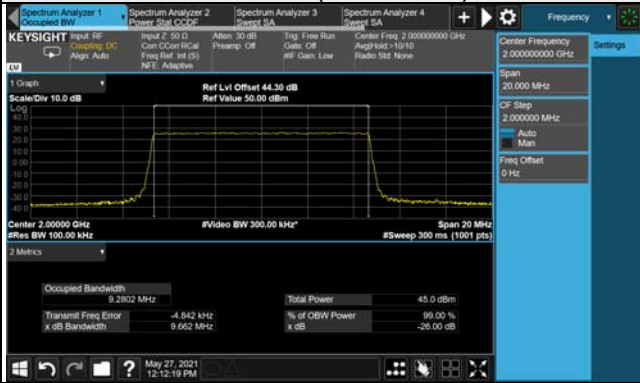 Spectrum Analyzer 1
Occupied BW
Spectrum Analyzer 2
Power Stat CCDF
Spectrum Analyzer 3
Swept SA
Spectrum Analyzer 4
Swept SA
Frequency
KEYSIGHT
Input: RF
Coupling: DC
Align: Auto
Input Z: 50 Ω
Corr CCorr RCal
Freq Ref: Int (S)
NFE: Adaptive
Atten: 30 dB
Preamp: Off
Trig: Free Run
Gate: Off
#IF Gain: Low
Center Freq: 2.000000000 GHz
Avg|Hold:>10/10
Radio Std: None
LXI
Center Frequency
2.000000000 GHz
Settings
Span
20.000 MHz
CF Step
2.000000 MHz
Auto
Man
Freq Offset
0 Hz
1 Graph
Scale/Div 10.0 dB
Ref Lvl Offset 44.30 dB
Ref Value 50.00 dBm
Log
40.0
30.0
20.0
10.0
0.00
-10.0
-20.0
-30.0
-40.0
Center 2.00000 GHz
#Res BW 100.00 kHz
#Video BW 300.00 kHz*
Span 20 MHz
#Sweep 300 ms (1001 pts)
2 Metrics
Occupied Bandwidth
9.2802 MHz
Total Power
45.0 dBm
Transmit Freq Error
-4.842 kHz
% of OBW Power
99.00 %
x dB Bandwidth
9.662 MHz
x dB
-26.00 dB
May 27, 2021
12:12:19 PM